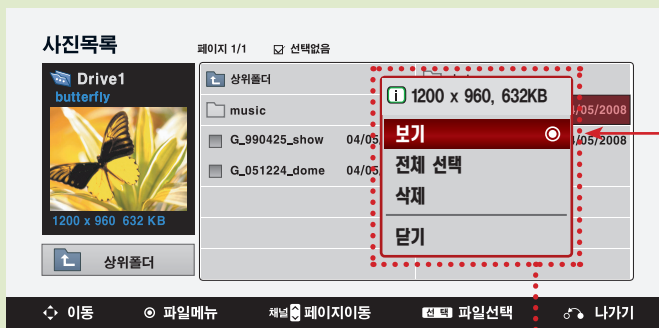 사진목록
페이지 1/1 선택없음
Drive1
butterfly
1200 x 960 632 KB
상위폴더
상위폴더
music
G_990425_show 04/05
G_051224_dome 04/05
/05/2008
/05/2008
1200 x 960, 632KB
보기
전체 선택
삭제
닫기
이동 파일메뉴 채널 페이지이동 선택 파일선택 나가기